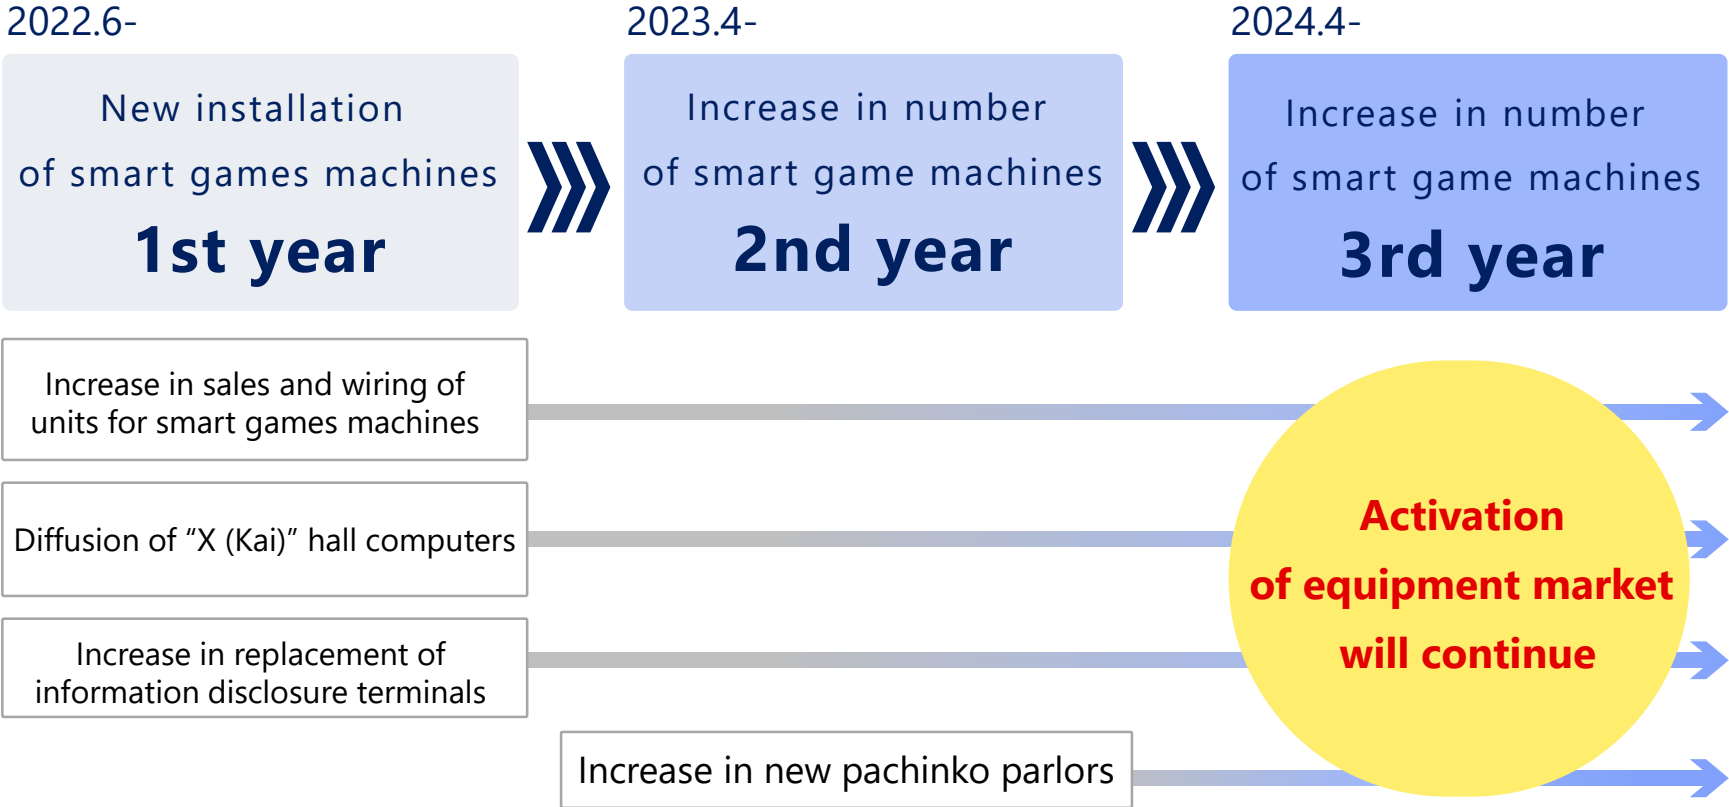 2022.6-
New installation
of smart games machines
1st year
2023.4-
Increase in number
of smart game machines
2nd year
2024.4-
Increase in number
of smart game machines
3rd year
Increase in sales and wiring of
units for smart games machines
Diffusion of “X (Kai)” hall computers
Increase in replacement of
information disclosure terminals
Increase in new pachinko parlors
Activation
of equipment market
will continue